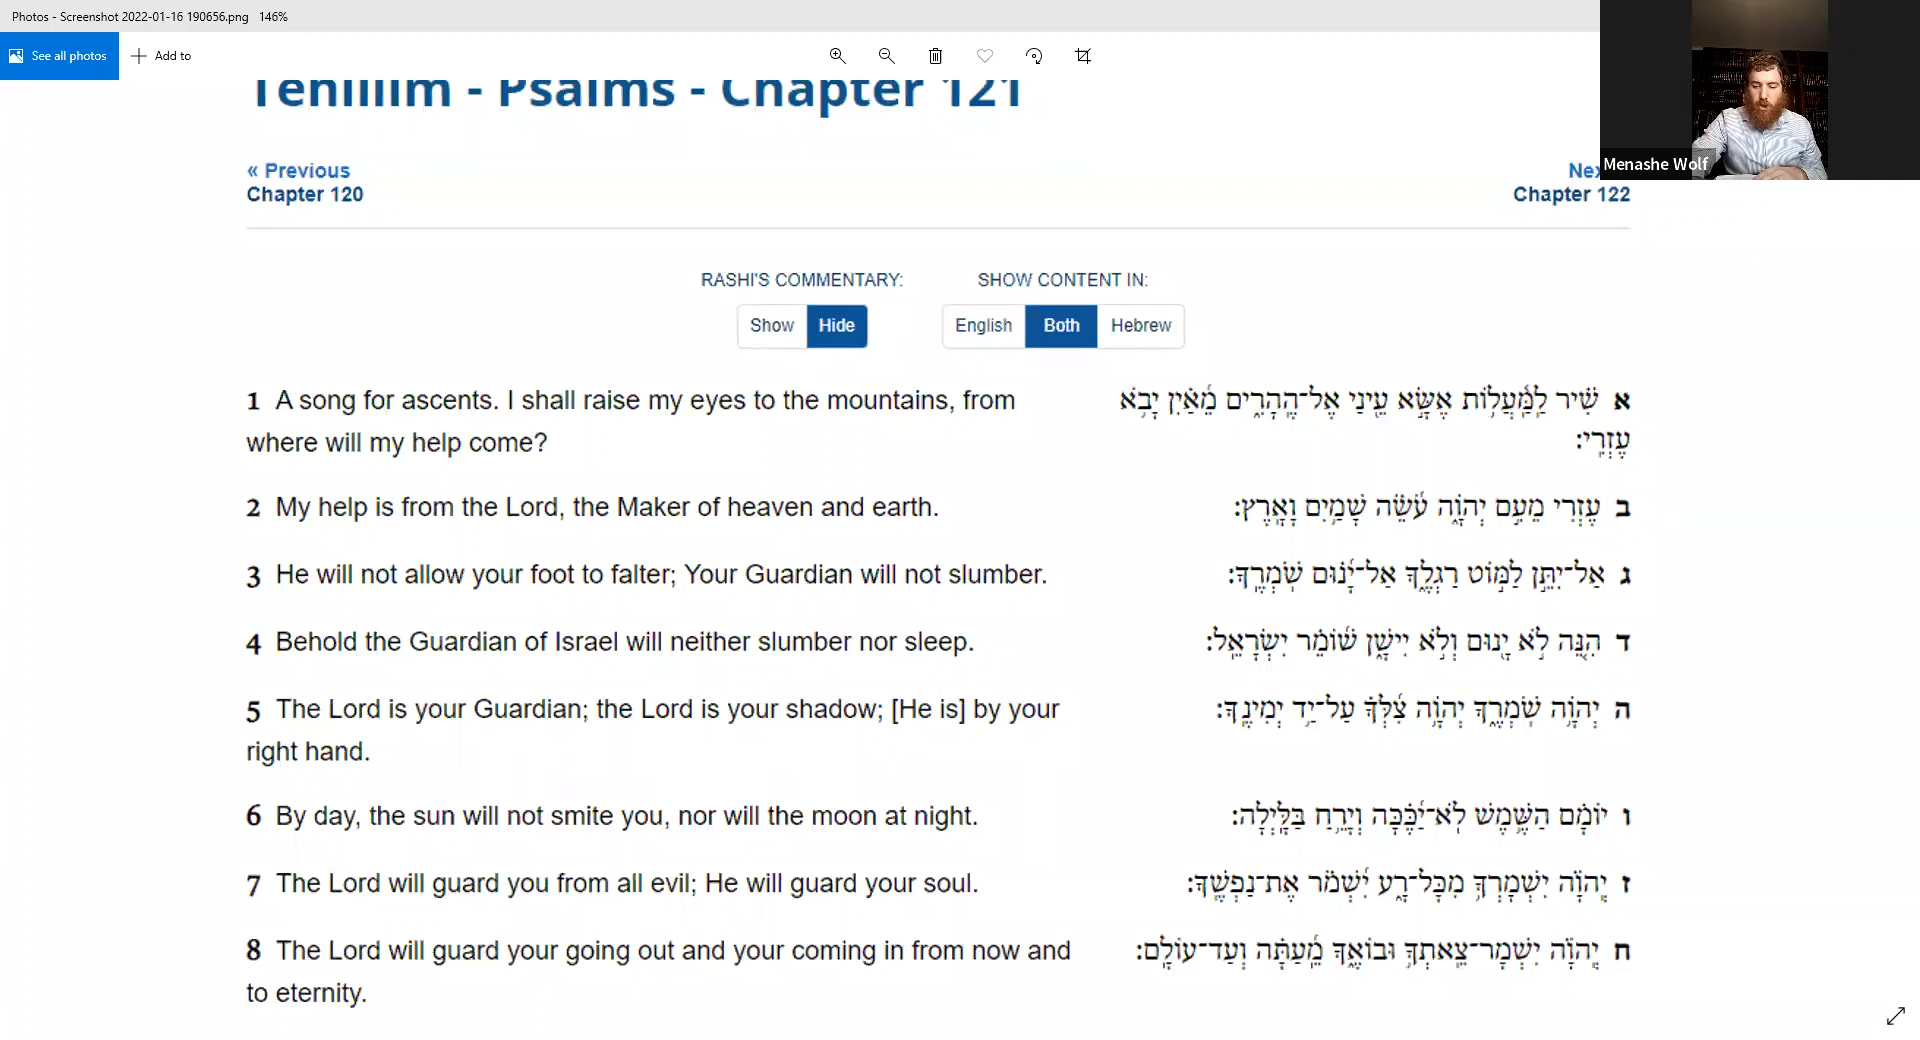 Photos - Screenshot 2022-01-16 190656.png 146%
See all photos
Add to
Tehillim - Psalms - Chapter 121
Menashe Wolf
« Previous
Chapter 120
Chapter 122
RASHI'S COMMENTARY:
SHOW CONTENT IN:
Show Hide
English Both Hebrew
1 A song for ascents. I shall raise my eyes to the mountains, from
where will my help come?
א שִׁ֗יר לַֽמַּ֫עֲל֥וֹת אֶשָּׂ֣א עֵ֖ינַי אֶל־הֶֽהָרִ֑ים מֵ֜אַ֗יִן יָבֹ֥א
עֶזְרִֽי:
2 My help is from the Lord, the Maker of heaven and earth.
ב עֶזְרִי מֵעִ֣ם יְהֹוָ֑ה עֹ֜שֵׂ֗ה שָׁמַ֥יִם וָאָֽרֶץ:
3 He will not allow your foot to falter; Your Guardian will not slumber.
ג אַל־יִתֵּ֣ן לַמּ֣וֹט רַגְלֶ֑ךָ אַל־יָ֜נ֗וּם שֹֽׁמְרֶֽךָ:
4 Behold the Guardian of Israel will neither slumber nor sleep.
ד הִנֵּ֣ה לֹ֣א יָ֖נוּם וְלֹ֣א יִישָׁ֑ן שׁ֜וֹמֵ֗ר יִשְׂרָאֵֽל:
5 The Lord is your Guardian; the Lord is your shadow; [He is] by your
right hand.
ה יְהֹוָ֥ה שֹֽׁמְרֶ֑ךָ יְהֹוָ֥ה צִ֜לְּךָ֗ עַל־יַ֥ד יְמִינֶֽךָ:
6 By day, the sun will not smite you, nor will the moon at night.
ו יוֹמָ֗ם הַשֶּׁ֥מֶשׁ לֹֽא־יַ֜כֶּ֗כָּה וְיָרֵ֥חַ בַּלָּֽיְלָה:
7 The Lord will guard you from all evil; He will guard your soul.
ז יְֽהֹוָ֗ה יִשְׁמָרְךָ֥ מִכָּל־רָ֑ע יִ֜שְׁמֹ֗ר אֶת־נַפְשֶֽׁךָ:
8 The Lord will guard your going out and your coming in from now and
to eternity.
ח יְֽהֹוָ֗ה יִשְׁמָר־צֵֽאתְךָ֥ וּבוֹאֶ֑ךָ מֵ֜עַתָּ֗ה וְעַד־עוֹלָֽם: